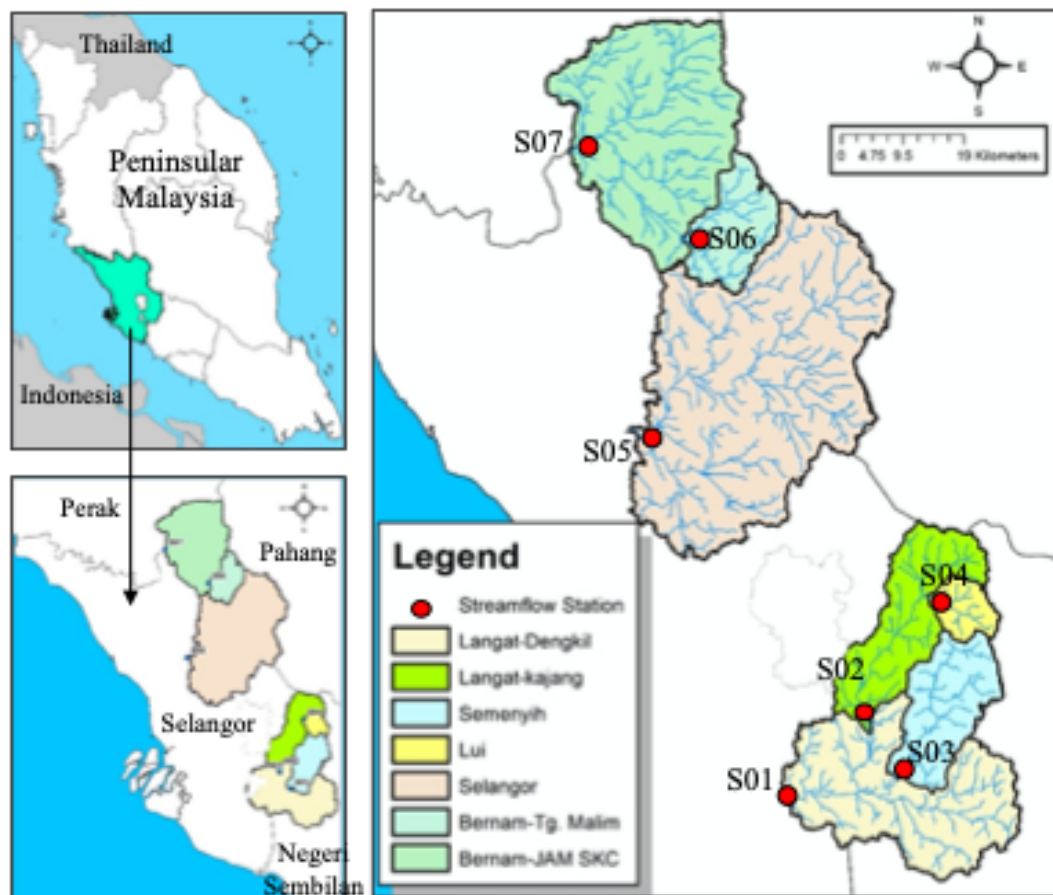 Thailand
Peninsular
Malaysia
Indonesia
Perak
Pahang
Selangor
Negeri
Sembilan
N
W E
S
0 4.75 9.5 19 Kilometers
S07
S06
S05
S04
S02
S03
S01
Legend
Streamflow Station
Langat-Dengkil
Langat-kajang
Semenyih
Lui
Selangor
Bernam-Tg. Malim
Bernam-JAM SKC